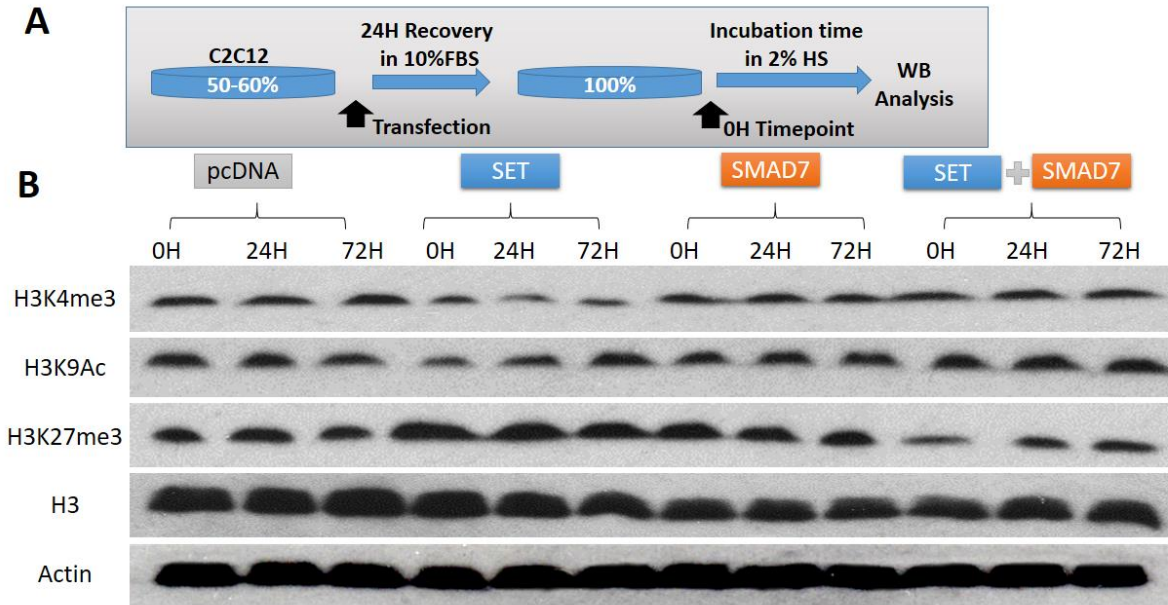 A
C2C12
50-60%
24H Recovery
in 10%FBS
Transfection
100%
Incubation time
in 2% HS
0H Timepoint
WB
Analysis
B
pcDNA
SET
SMAD7
SET + SMAD7
0H 24H 72H 0H 24H 72H 0H 24H 72H 0H 24H 72H
H3K4me3
H3K9Ac
H3K27me3
H3
Actin